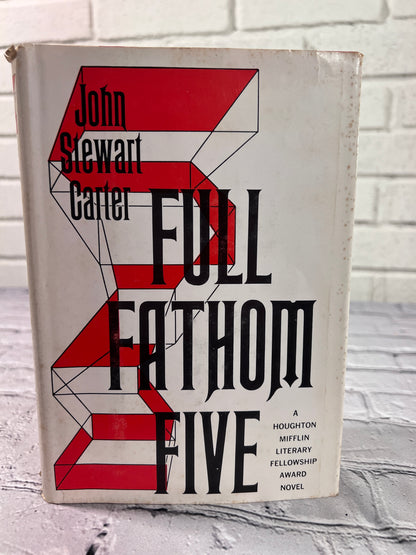 John
Stewart
Carter
FULL
FATHOM
FIVE
A
HOUGHTON
MIFFLIN
LITERARY
FELLOWSHIP
AWARD
NOVEL